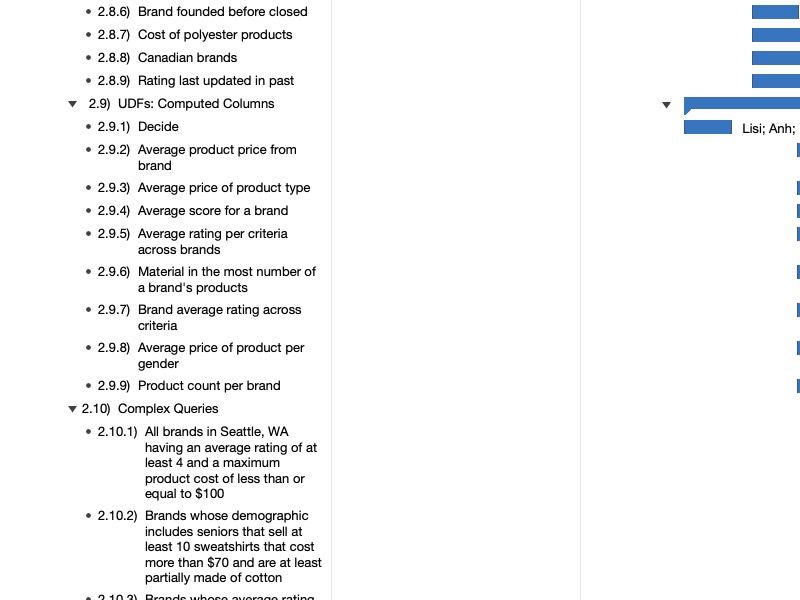 2.8.6) Brand founded before closed
2.8.7) Cost of polyester products
2.8.8) Canadian brands
2.8.9) Rating last updated in past
2.9) UDFs: Computed Columns
2.9.1) Decide
Lisi; Anh;
2.9.2) Average product price from
brand
2.9.3) Average price of product type
2.9.4) Average score for a brand
2.9.5) Average rating per criteria
across brands
2.9.6) Material in the most number of
a brand's products
2.9.7) Brand average rating across
criteria
2.9.8) Average price of product per
gender
2.9.9) Product count per brand
2.10) Complex Queries
2.10.1) All brands in Seattle, WA
having an average rating of at
least 4 and a maximum
product cost of less than or
equal to $100
2.10.2) Brands whose demographic
includes seniors that sell at
least 10 sweatshirts that cost
more than $70 and are at least
partially made of cotton
2.10.3) Brands whose average rating